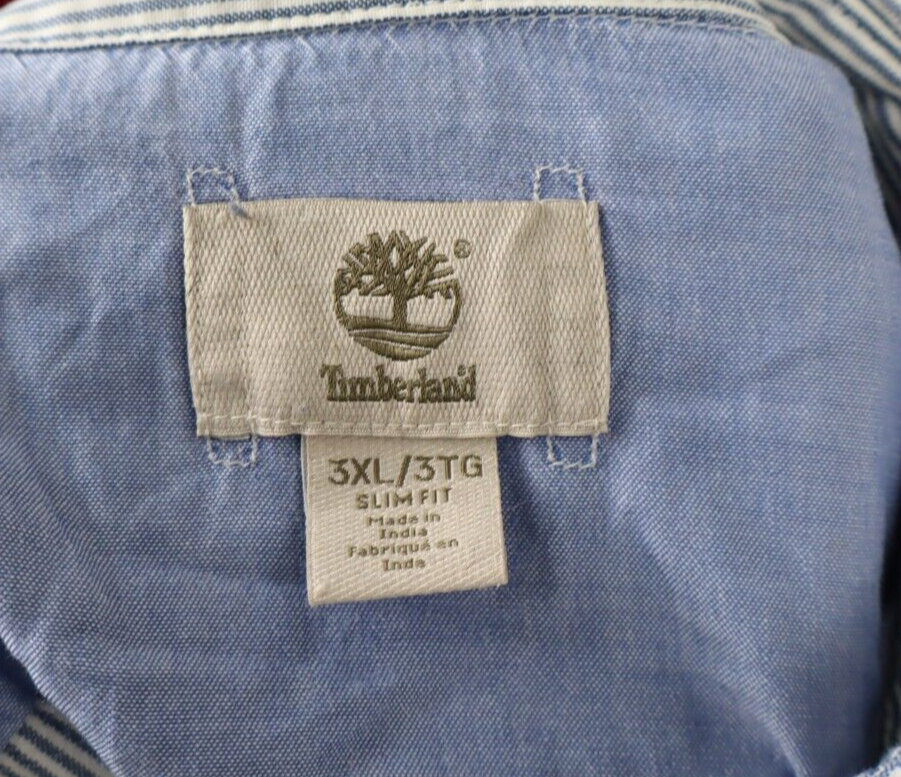 ®
Timberland
3XL/3TG
SLIM FIT
Made in
India
Fabriqué en
Inde